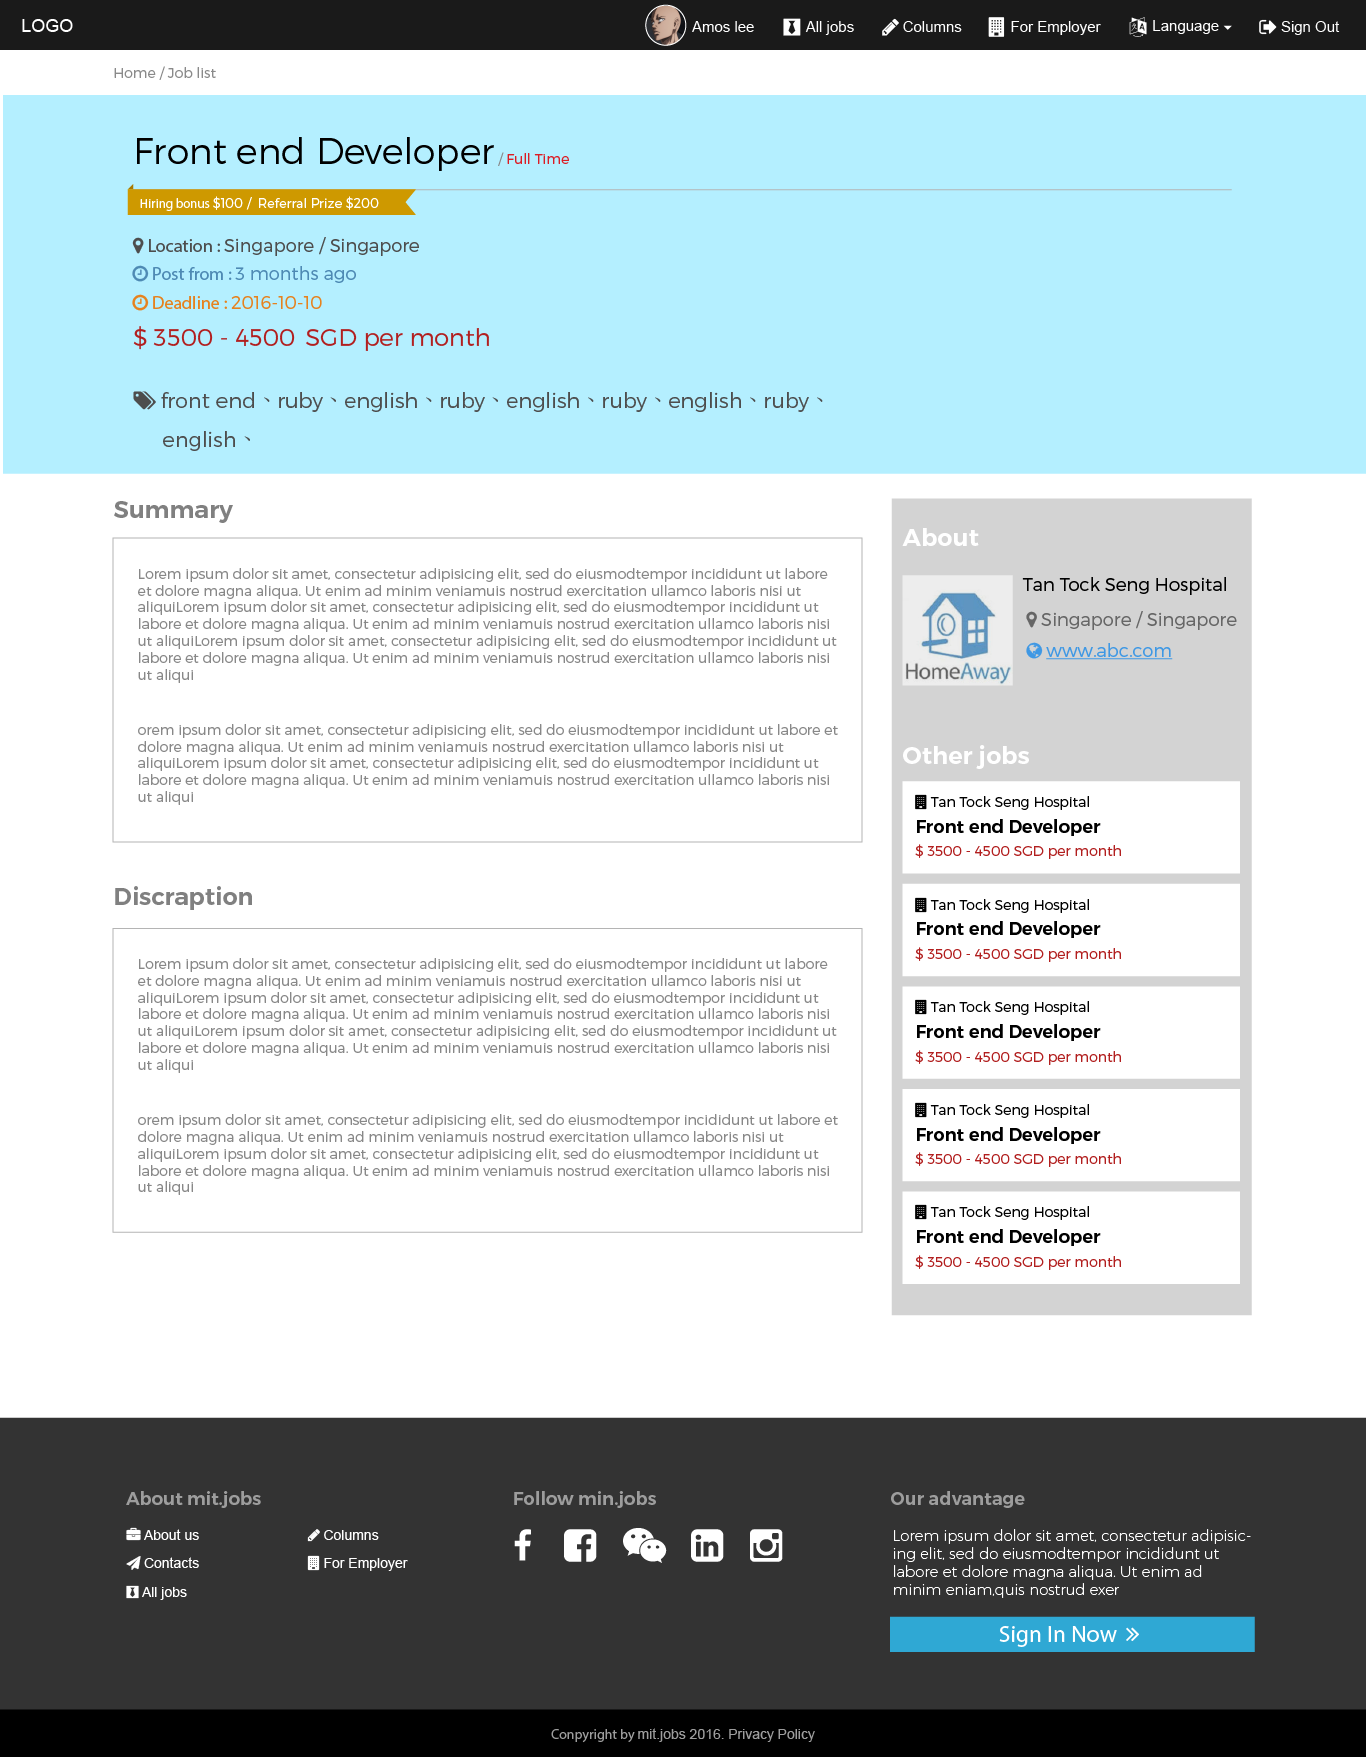 LOGO
Amos lee
All jobs
Columns
For Employer
Language
Sign Out
Home / Job list
Front end Developer / Full Time
Hiring bonus $100 / Referral Prize $200
Location : Singapore / Singapore
Post from : 3 months ago
Deadline : 2016-10-10
$ 3500 - 4500 SGD per month
front end、ruby、english、ruby、english、ruby、english、ruby、
english、
Summary
Lorem ipsum dolor sit amet, consectetur adipisicing elit, sed do eiusmodtempor incididunt ut labore
et dolore magna aliqua. Ut enim ad minim veniamuis nostrud exercitation ullamco laboris nisi ut
aliquiLorem ipsum dolor sit amet, consectetur adipisicing elit, sed do eiusmodtempor incididunt ut
labore et dolore magna aliqua. Ut enim ad minim veniamuis nostrud exercitation ullamco laboris nisi
ut aliquiLorem ipsum dolor sit amet, consectetur adipisicing elit, sed do eiusmodtempor incididunt ut
labore et dolore magna aliqua. Ut enim ad minim veniamuis nostrud exercitation ullamco laboris nisi
ut aliqui
orem ipsum dolor sit amet, consectetur adipisicing elit, sed do eiusmodtempor incididunt ut labore et
dolore magna aliqua. Ut enim ad minim veniamuis nostrud exercitation ullamco laboris nisi ut
aliquiLorem ipsum dolor sit amet, consectetur adipisicing elit, sed do eiusmodtempor incididunt ut
labore et dolore magna aliqua. Ut enim ad minim veniamuis nostrud exercitation ullamco laboris nisi
ut aliqui
Discraption
Lorem ipsum dolor sit amet, consectetur adipisicing elit, sed do eiusmodtempor incididunt ut labore
et dolore magna aliqua. Ut enim ad minim veniamuis nostrud exercitation ullamco laboris nisi ut
aliquiLorem ipsum dolor sit amet, consectetur adipisicing elit, sed do eiusmodtempor incididunt ut
labore et dolore magna aliqua. Ut enim ad minim veniamuis nostrud exercitation ullamco laboris nisi
ut aliquiLorem ipsum dolor sit amet, consectetur adipisicing elit, sed do eiusmodtempor incididunt ut
labore et dolore magna aliqua. Ut enim ad minim veniamuis nostrud exercitation ullamco laboris nisi
ut aliqui
orem ipsum dolor sit amet, consectetur adipisicing elit, sed do eiusmodtempor incididunt ut labore et
dolore magna aliqua. Ut enim ad minim veniamuis nostrud exercitation ullamco laboris nisi ut
aliquiLorem ipsum dolor sit amet, consectetur adipisicing elit, sed do eiusmodtempor incididunt ut
labore et dolore magna aliqua. Ut enim ad minim veniamuis nostrud exercitation ullamco laboris nisi
ut aliqui
About
HomeAway
Tan Tock Seng Hospital
Singapore / Singapore
www.abc.com
Other jobs
Tan Tock Seng Hospital
Front end Developer
$ 3500 - 4500 SGD per month
Tan Tock Seng Hospital
Front end Developer
$ 3500 - 4500 SGD per month
Tan Tock Seng Hospital
Front end Developer
$ 3500 - 4500 SGD per month
Tan Tock Seng Hospital
Front end Developer
$ 3500 - 4500 SGD per month
Tan Tock Seng Hospital
Front end Developer
$ 3500 - 4500 SGD per month
About mit.jobs
About us
Contacts
All jobs
Columns
For Employer
Follow min.jobs
Our advantage
Lorem ipsum dolor sit amet, consectetur adipisic-
ing elit, sed do eiusmodtempor incididunt ut
labore et dolore magna aliqua. Ut enim ad
minim eniam,quis nostrud exer
Sign In Now »
Conpyright by mit.jobs 2016. Privacy Policy